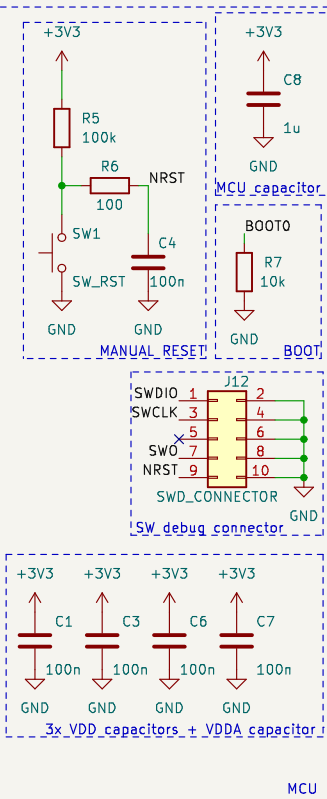 +3V3
R5
100k
R6
NRST
100
SW1
C4
SW_RST
100n
GND
GND
MANUAL_RESET
+3V3
C8
1u
GND
MCU capacitor
BOOT0
R7
10k
GND
BOOT
J12
SWDIO 1 2
SWCLK 3 4
5 6
SWO 7 8
NRST 9 10
SWD_CONNECTOR
GND
SW debug connector
+3V3 +3V3 +3V3 +3V3
C1 C3 C6 C7
100n 100n 100n 100n
GND GND GND GND
3x VDD capacitors + VDDA capacitor
MCU